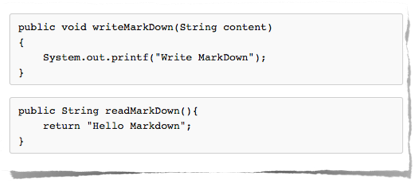 public void writeMarkDown(String content)
{
    System.out.printf("Write MarkDown");
}
public String readMarkDown(){
    return "Hello Markdown";
}